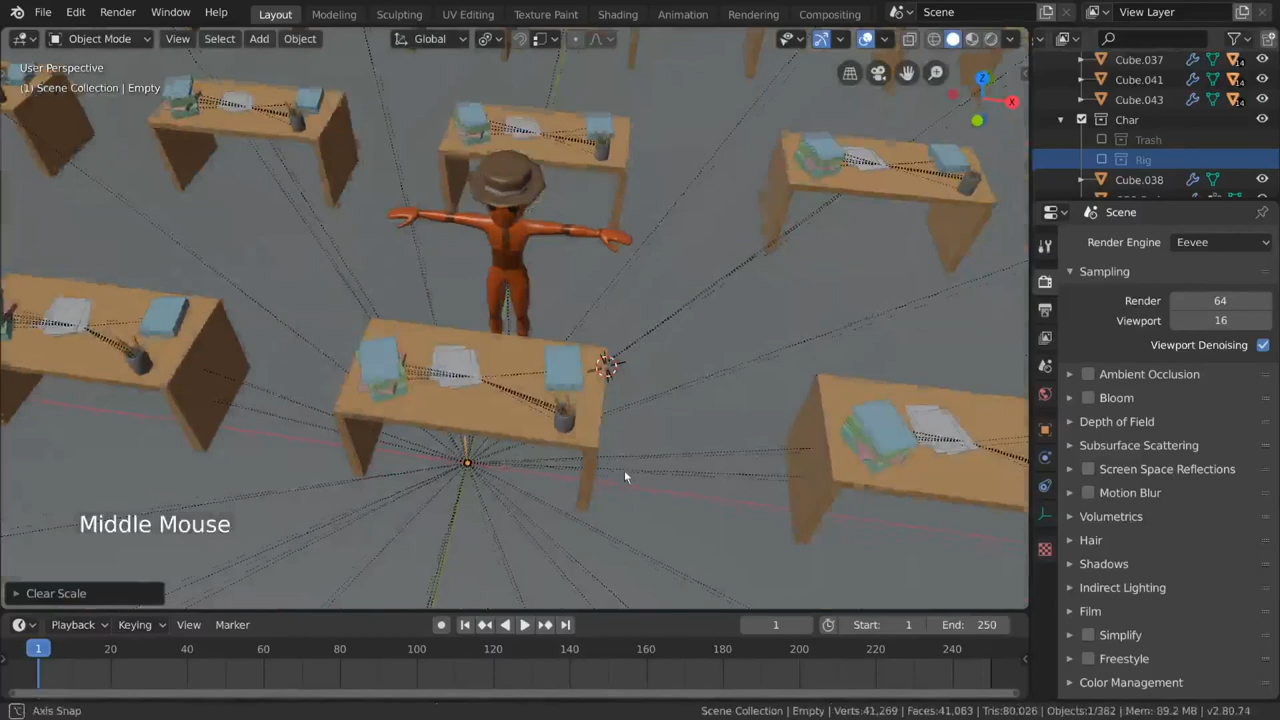 File Edit Render Window Help Layout Modeling Sculpting UV Editing Texture Paint Shading Animation Rendering Compositing Scene View Layer
Object Mode View Select Add Object Global
User Perspective
(1) Scene Collection | Empty
Z
X
Cube.037 14
Cube.041 14
Cube.043 14
Char
Trash
Rig
Cube.038
Scene
Render Engine Eevee
Sampling
Render 64
Viewport 16
Viewport Denoising
Ambient Occlusion
Bloom
Depth of Field
Subsurface Scattering
Screen Space Reflections
Motion Blur
Volumetrics
Hair
Shadows
Indirect Lighting
Film
Simplify
Freestyle
Color Management
Middle Mouse
Clear Scale
Playback Keying View Marker 1 Start: 1 End: 250
1 20 40 60 80 100 120 140 160 180 200 220 240
Axis Snap Scene Collection | Empty | Verts:41,269 | Faces:41,063 | Tris:80,026 | Objects:1/382 | Mem: 89.2 MB | v2.80.74